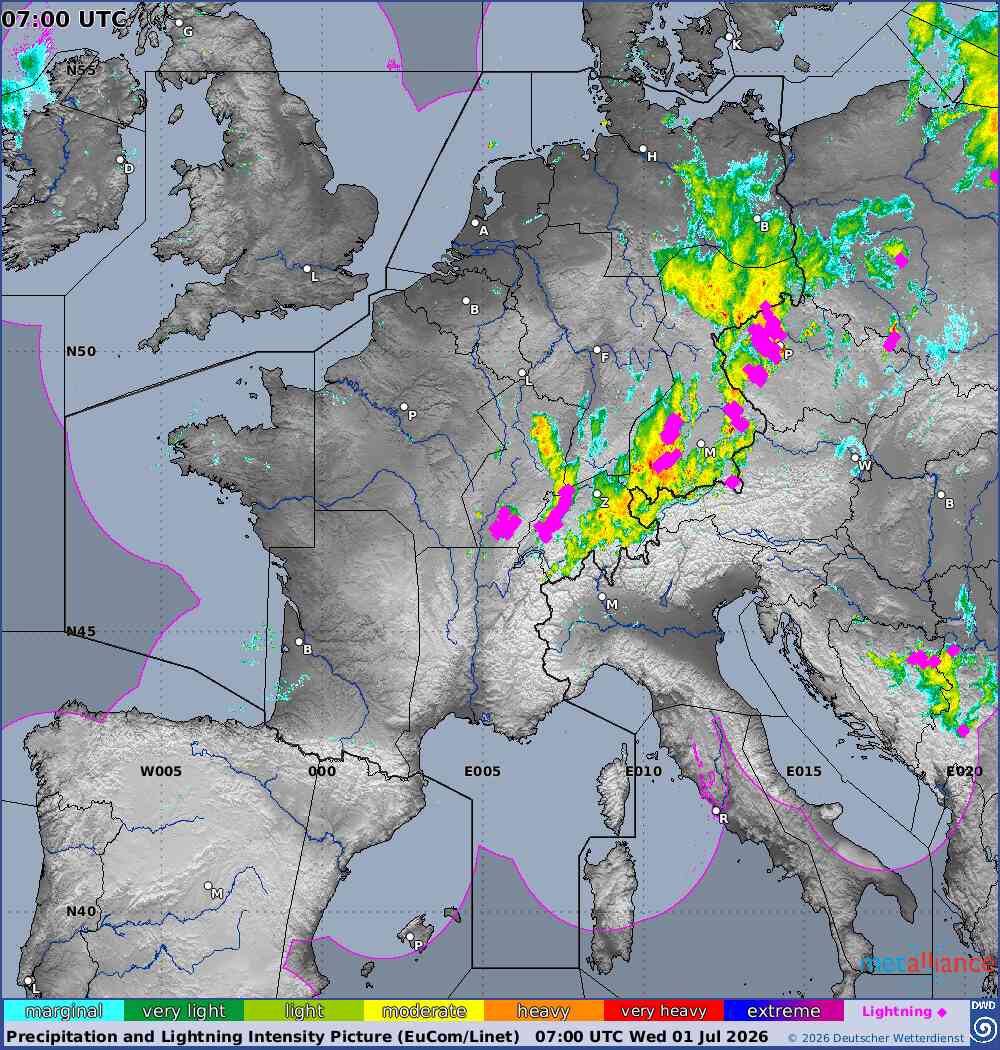 07:00 UTC
G
K
N55
H
D
A
B
L
B
N50
F
P
L
P
M
W
Z
B
M
N45
B
W005
000
E005
E010
E015
E020
R
M
N40
P
metalliance
L
marginal very light light moderate heavy very heavy extreme Lightning ◆ DWD
Precipitation and Lightning Intensity Picture (EuCom/Linet) 07:00 UTC Wed 01 Jul 2026 © 2026 Deutscher Wetterdienst